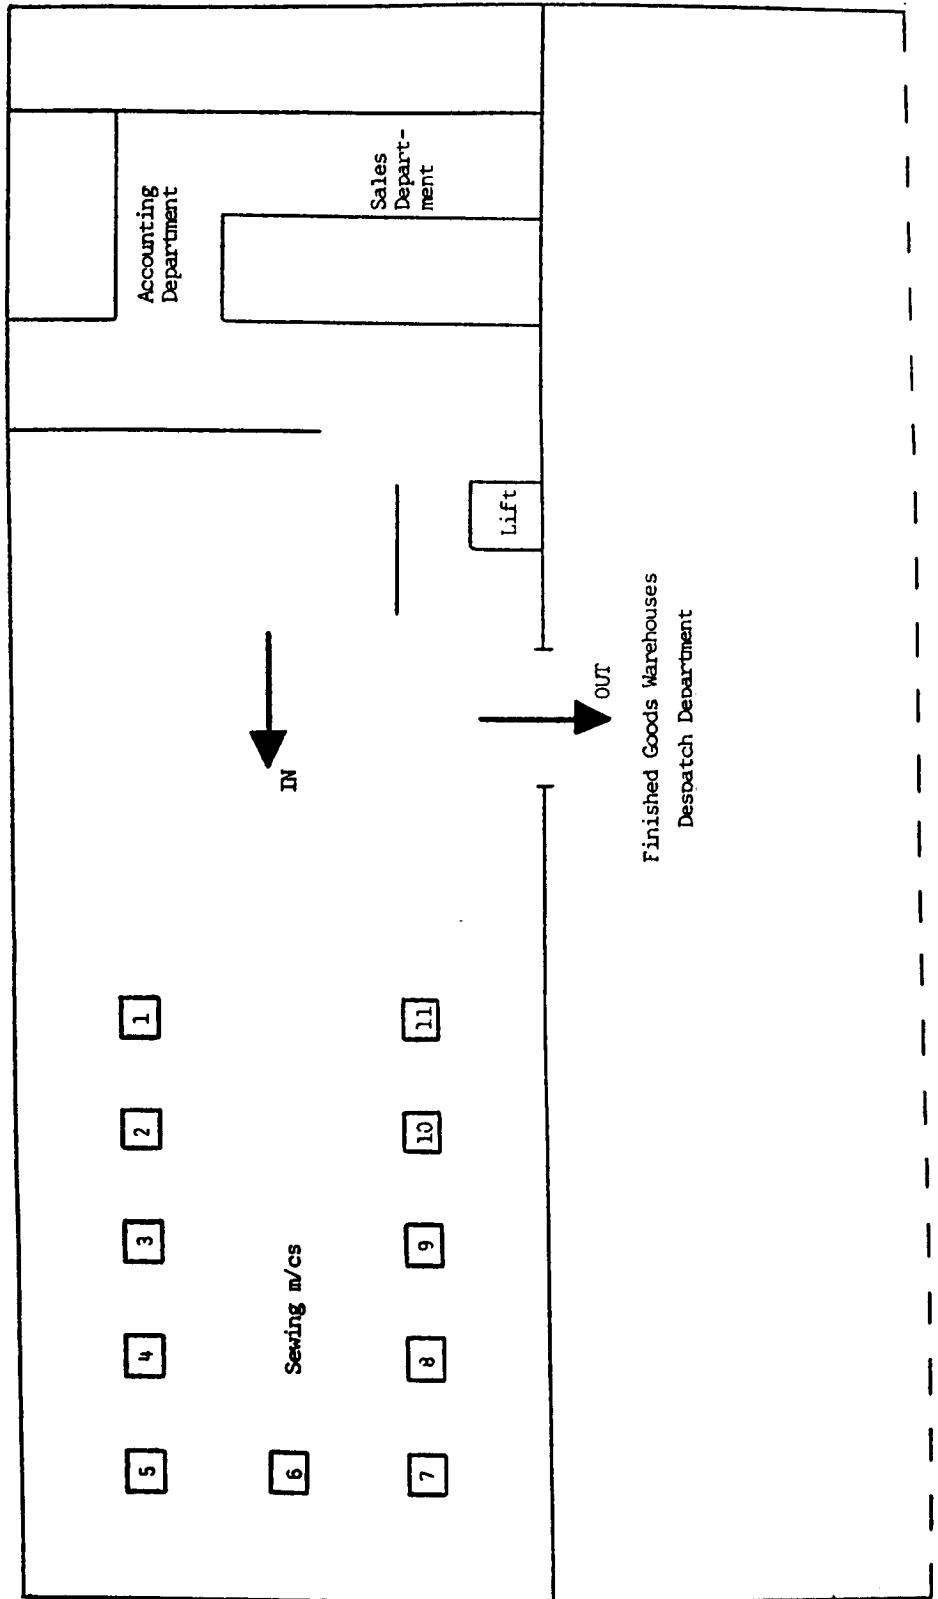 5
4
3
2
1
Accounting
Department
6
Sewing m/cs
IN
7
8
9
10
11
Sales
Depart-
ment
Lift
OUT
Finished Goods Warehouses
Despatch Department